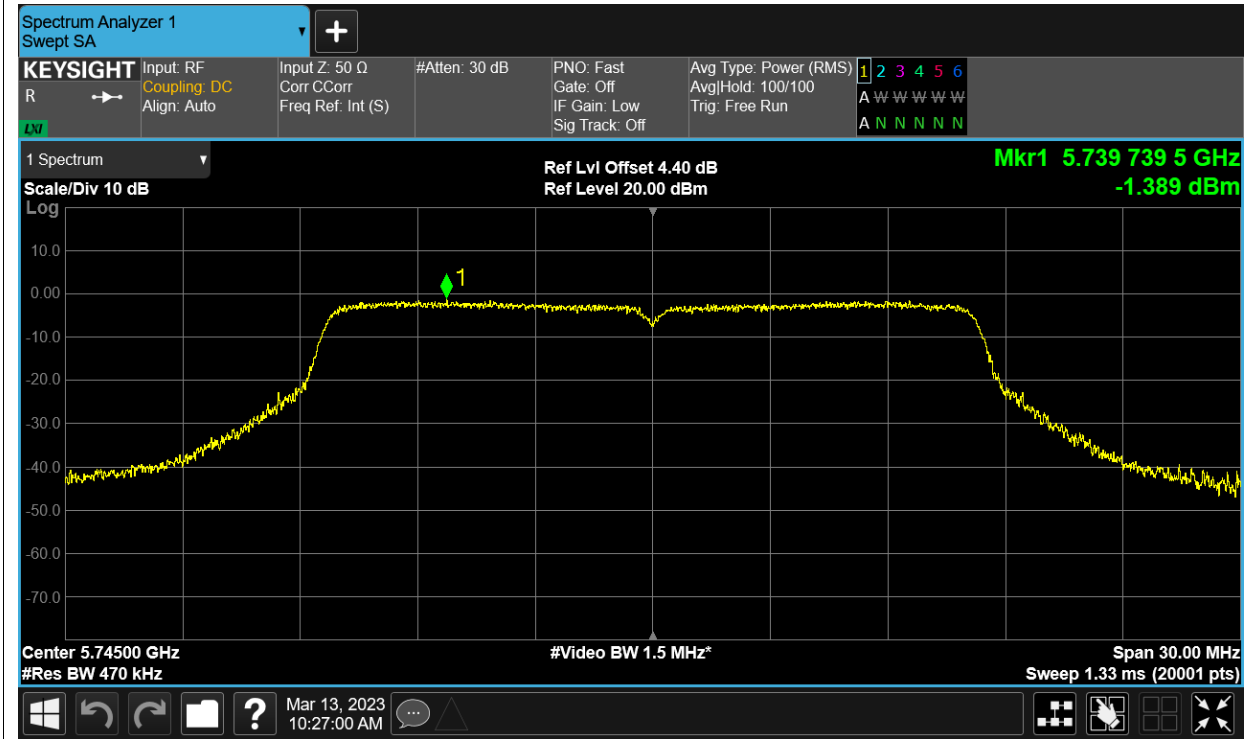 Spectrum Analyzer 1
Swept SA
KEYSIGHT
R
LXI
Input: RF
Coupling: DC
Align: Auto
Input Z: 50 Ω
Corr CCorr
Freq Ref: Int (S)
#Atten: 30 dB
PNO: Fast
Gate: Off
IF Gain: Low
Sig Track: Off
Avg Type: Power (RMS)
Avg|Hold: 100/100
Trig: Free Run
1 2 3 4 5 6
A W W W W W
A N N N N N
1 Spectrum
Scale/Div 10 dB
Log
Ref Lvl Offset 4.40 dB
Ref Level 20.00 dBm
Mkr1 5.739 739 5 GHz
-1.389 dBm
1
10.0
0.00
-10.0
-20.0
-30.0
-40.0
-50.0
-60.0
-70.0
Center 5.74500 GHz
#Res BW 470 kHz
#Video BW 1.5 MHz*
Span 30.00 MHz
Sweep 1.33 ms (20001 pts)
?
Mar 13, 2023
10:27:00 AM